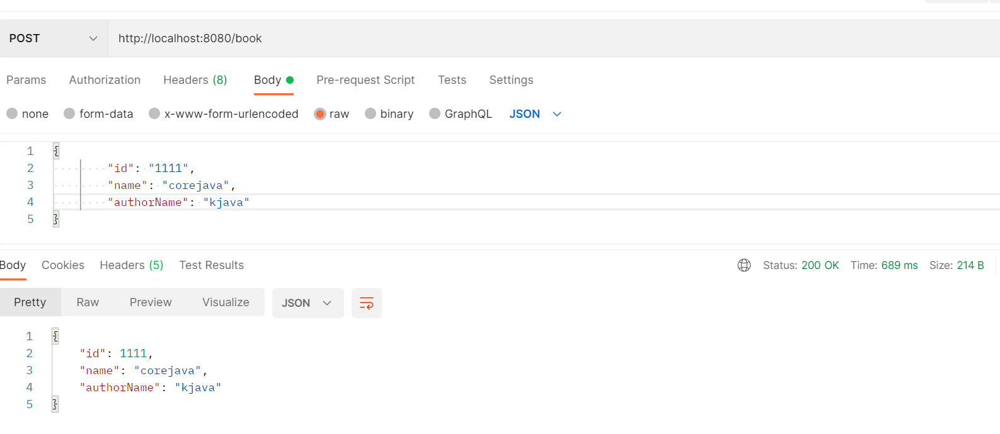 POST http://localhost:8080/book
Params Authorization Headers (8) Body Pre-request Script Tests Settings
none form-data x-www-form-urlencoded raw binary GraphQL JSON
1 {
2 "id": "1111",
3 "name": "corejava",
4 "authorName": "kjava"
5 }
Body Cookies Headers (5) Test Results Status: 200 OK Time: 689 ms Size: 214 B
Pretty Raw Preview Visualize JSON
1 {
2 "id": 1111,
3 "name": "corejava",
4 "authorName": "kjava"
5 }